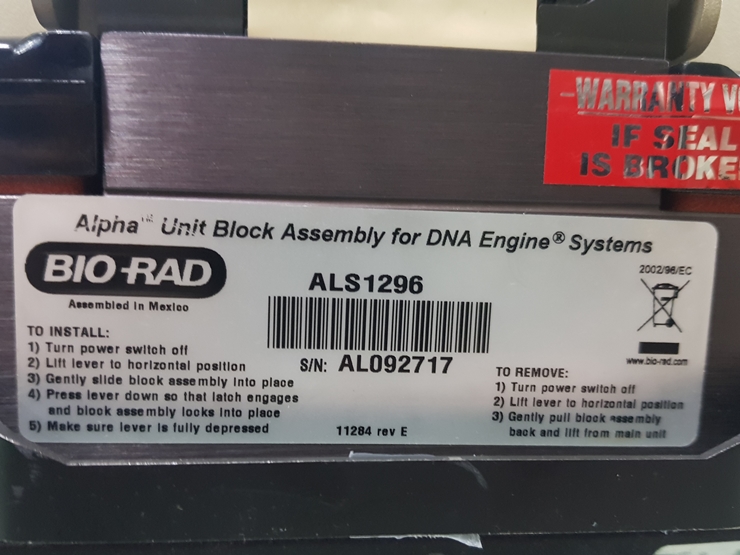 -WARRANTY V
IF SEAL
IS BROKE
Alpha™ Unit Block Assembly for DNA Engine® Systems
BIO-RAD
Assembled in Mexico
ALS1296
S/N: AL092717
2002/96/EC
www.bio-rad.com
TO INSTALL:
1) Turn power switch off
2) Lift lever to horizontal position
3) Gently slide block assembly into place
4) Press lever down so that latch engages
and block assembly locks into place
5) Make sure lever is fully depressed
11284 rev E
TO REMOVE:
1) Turn power switch off
2) Lift lever to horizontal position
3) Gently pull block assembly
back and lift from main unit